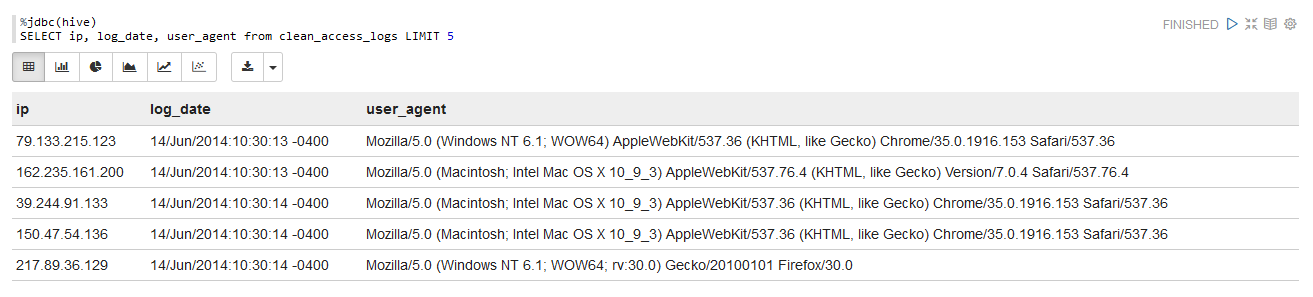 %jdbc(hive)
FINISHED
SELECT ip, log_date, user_agent from clean_access_logs LIMIT 5
ip log_date user_agent
79.133.215.123 14/Jun/2014:10:30:13 -0400 Mozilla/5.0 (Windows NT 6.1; WOW64) AppleWebKit/537.36 (KHTML, like Gecko) Chrome/35.0.1916.153 Safari/537.36
162.235.161.200 14/Jun/2014:10:30:13 -0400 Mozilla/5.0 (Macintosh; Intel Mac OS X 10_9_3) AppleWebKit/537.76.4 (KHTML, like Gecko) Version/7.0.4 Safari/537.76.4
39.244.91.133 14/Jun/2014:10:30:14 -0400 Mozilla/5.0 (Macintosh; Intel Mac OS X 10_9_3) AppleWebKit/537.36 (KHTML, like Gecko) Chrome/35.0.1916.153 Safari/537.36
150.47.54.136 14/Jun/2014:10:30:14 -0400 Mozilla/5.0 (Macintosh; Intel Mac OS X 10_9_3) AppleWebKit/537.36 (KHTML, like Gecko) Chrome/35.0.1916.153 Safari/537.36
217.89.36.129 14/Jun/2014:10:30:14 -0400 Mozilla/5.0 (Windows NT 6.1; WOW64; rv:30.0) Gecko/20100101 Firefox/30.0